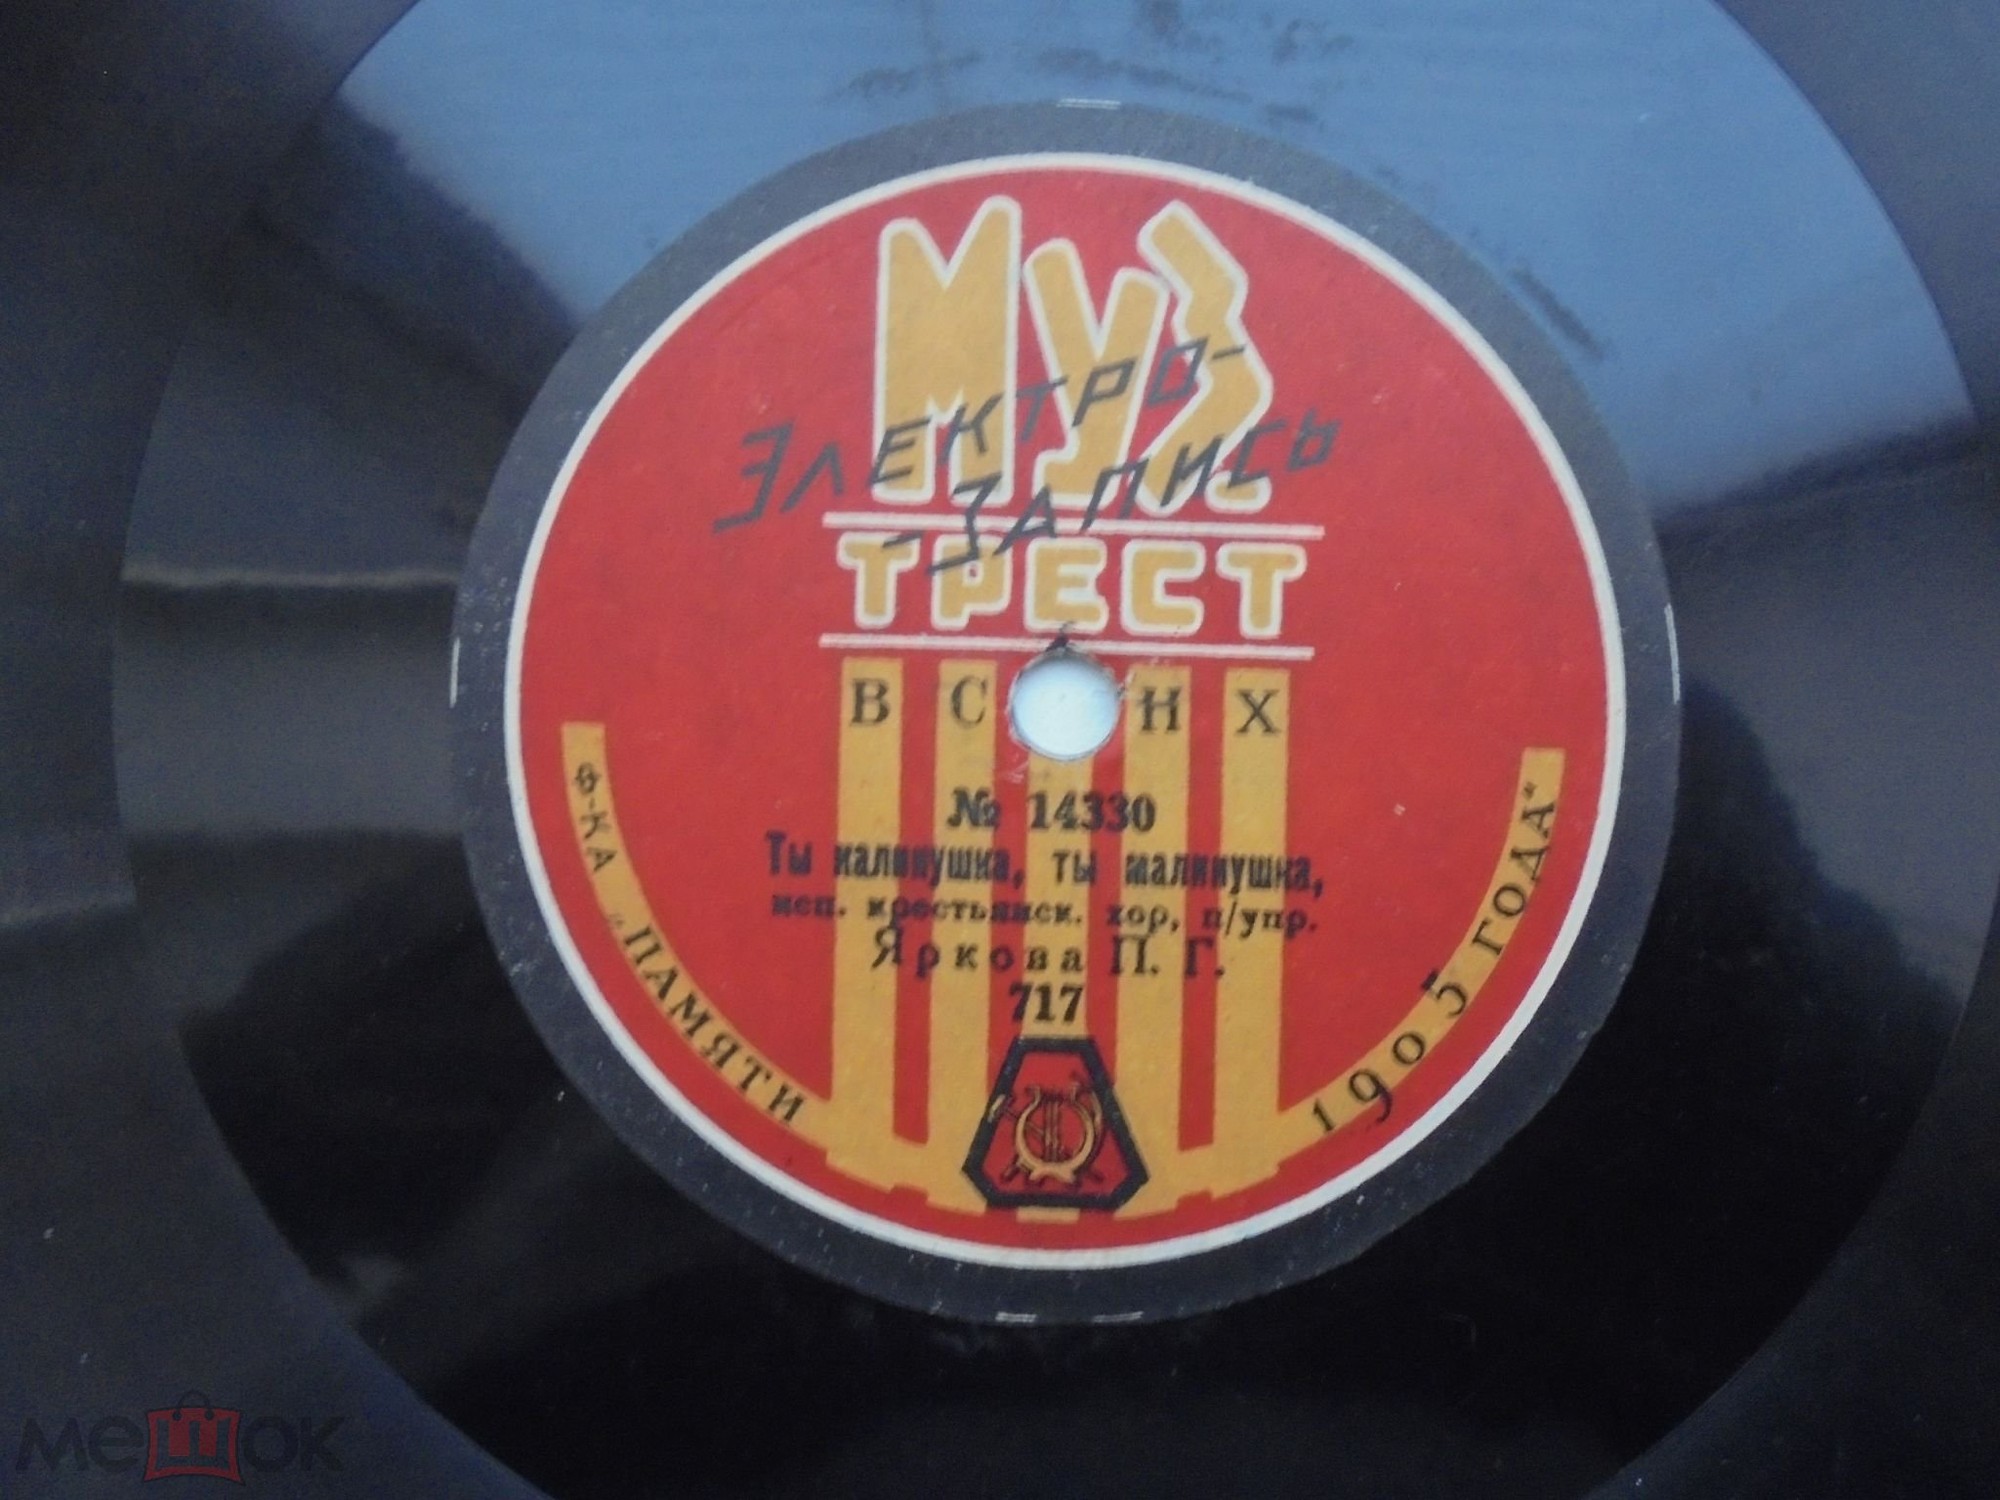 МУЗ
ЭЛЕКТРО-
-ЗАПИСЬ
ТРЕСТ
В С Н Х
№ 14330
Ты калинушка, ты малинушка,
исп. крестьянск. хор, п/упр.
Яркова П. Г.
717
Ф-КА „ПАМЯТИ 1905 ГОДА"
мешок